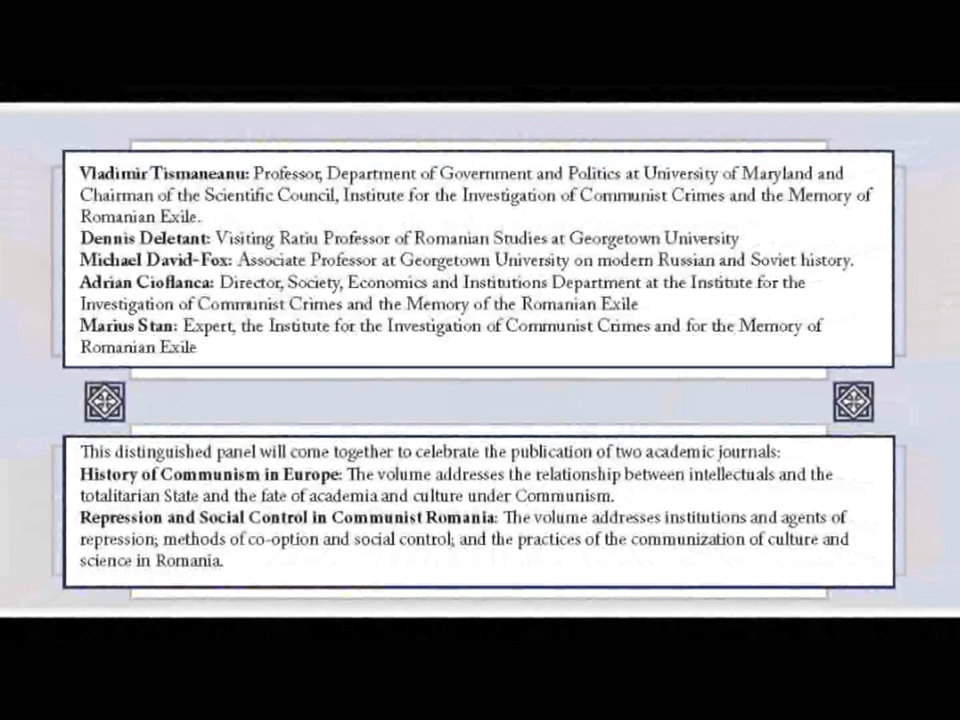 Vladimir Tismaneanu: Professor, Department of Government and Politics at University of Maryland and
Chairman of the Scientific Council, Institute for the Investigation of Communist Crimes and the Memory of
Romanian Exile.
Dennis Deletant: Visiting Ratiu Professor of Romanian Studies at Georgetown University
Michael David-Fox: Associate Professor at Georgetown University on modern Russian and Soviet history.
Adrian Cioflanca: Director, Society, Economics and Institutions Department at the Institute for the
Investigation of Communist Crimes and the Memory of the Romanian Exile
Marius Stan: Expert, the Institute for the Investigation of Communist Crimes and for the Memory of
Romanian Exile
This distinguished panel will come together to celebrate the publication of two academic journals:
History of Communism in Europe: The volume addresses the relationship between intellectuals and the
totalitarian State and the fate of academia and culture under Communism.
Repression and Social Control in Communist Romania: The volume addresses institutions and agents of
repression; methods of co-option and social control; and the practices of the communization of culture and
science in Romania.